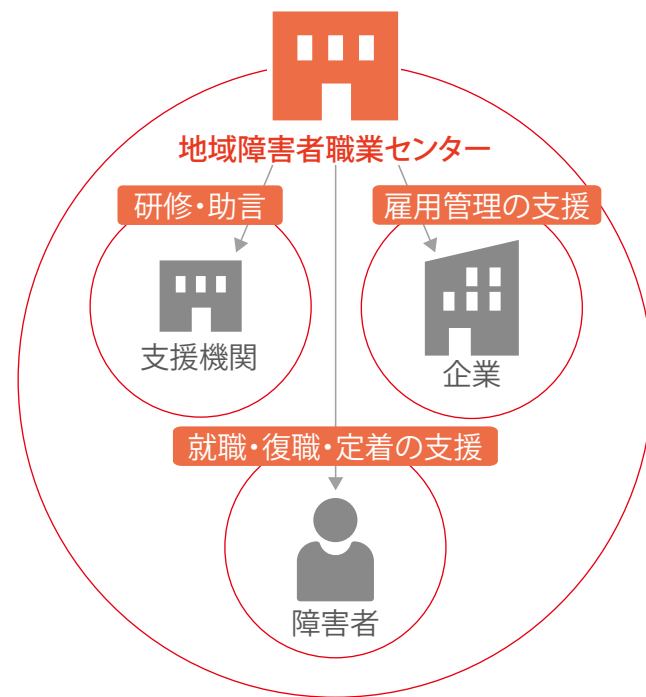 地域障害者職業センター
研修・助言
雇用管理の支援
支援機関
企業
就職・復職・定着の支援
障害者